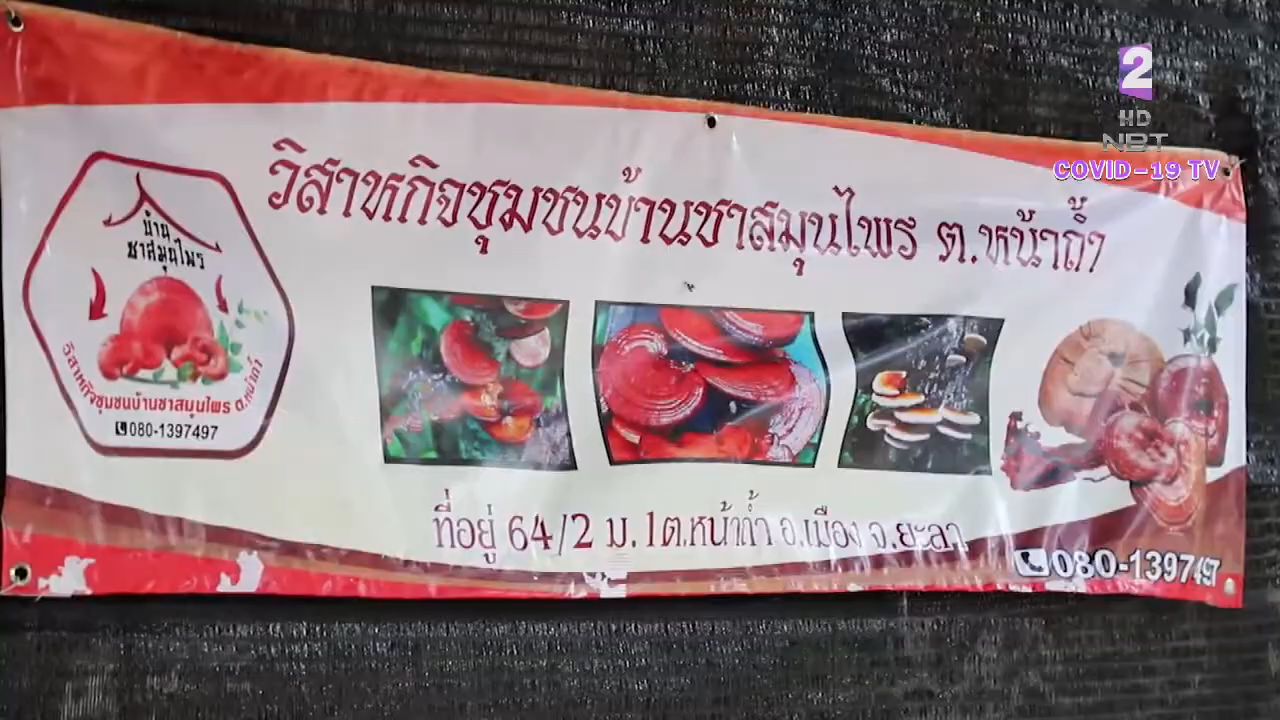 2
HD
NBT
COVID-19 TV
วิสาหกิจชุมชนบ้านชาสมุนไพร ต.หน้าถ้ำ
บ้าน
ชาสมุนไพร
วิสาหกิจชุมชนบ้านชาสมุนไพร ต.หน้าถ้ำ
080-1397497
ที่อยู่ 64/2 ม.1ต.หน้าถ้ำ อ.เมือง จ.ยะลา
080-1397497